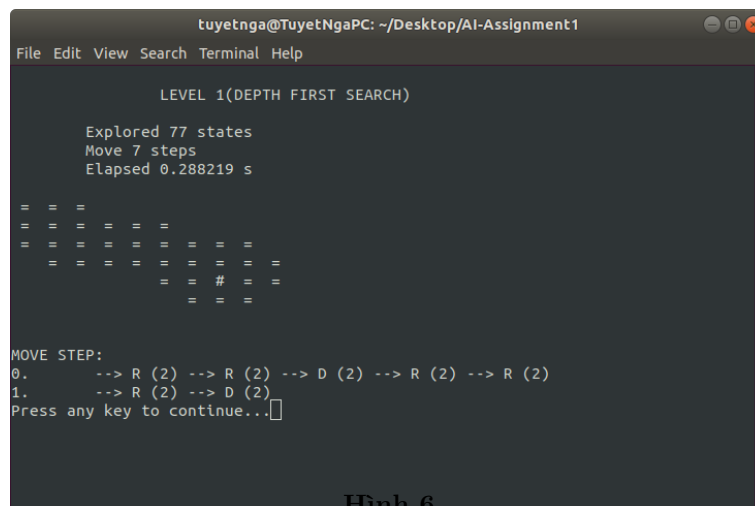 tuyetnga@TuyetNgaPC: ~/Desktop/AI-Assignment1
File Edit View Search Terminal Help
LEVEL 1(DEPTH FIRST SEARCH)
Explored 77 states
Move 7 steps
Elapsed 0.288219 s
= = =
= = = = = =
= = = = = = = = =
= = = = = = = = =
= = # = =
= = =
MOVE STEP:
0. --> R (2) --> R (2) --> D (2) --> R (2) --> R (2)
1. --> R (2) --> D (2)
Press any key to continue...
Hình 6